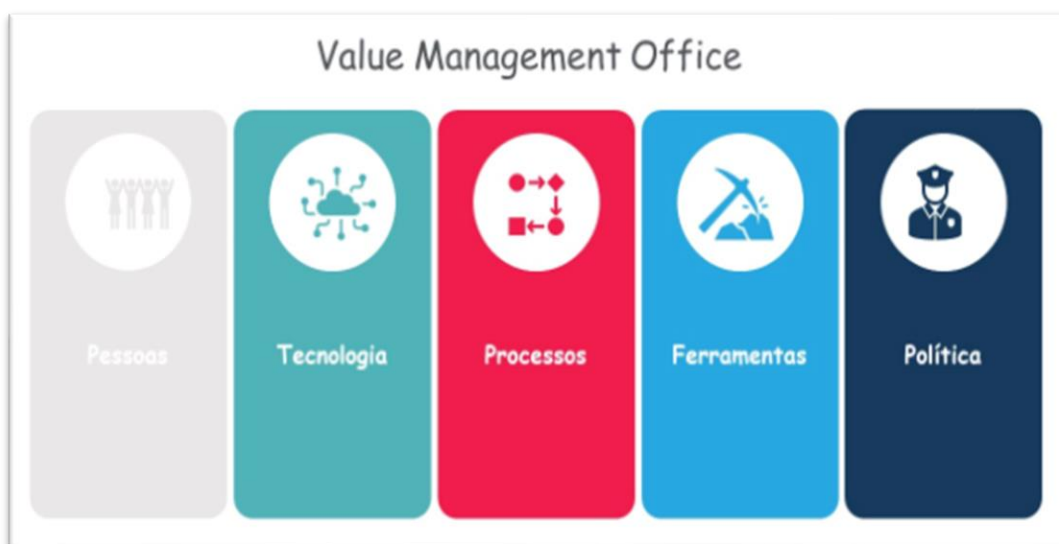 Value Management Office
Pessoas
Tecnologia
Processos
Ferramentas
Política